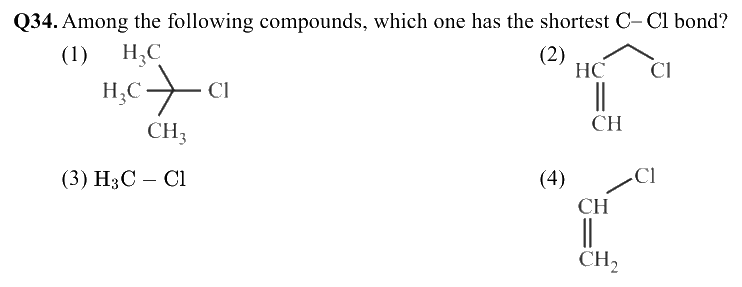 Q34. Among the following compounds, which one has the shortest C– Cl bond?
(1) H₃C
H₃C Cl
CH₃
(2)
HC Cl
CH
(3) H₃C – Cl
(4) Cl
CH
CH₂